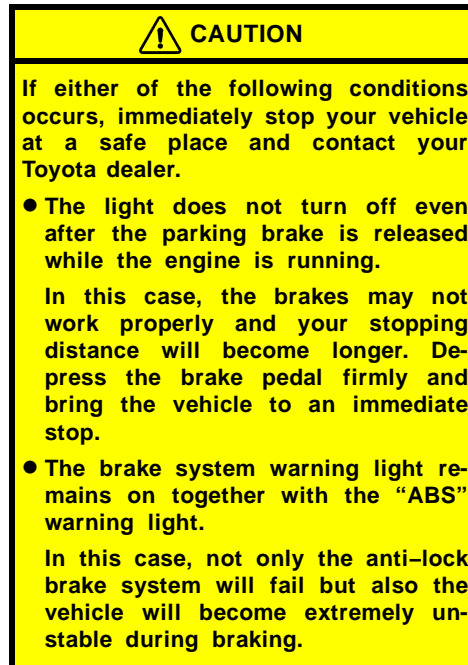 CAUTION
If either of the following conditions
occurs, immediately stop your vehicle
at a safe place and contact your
Toyota dealer.
● The light does not turn off even
after the parking brake is released
while the engine is running.
In this case, the brakes may not
work properly and your stopping
distance will become longer. De-
press the brake pedal firmly and
bring the vehicle to an immediate
stop.
● The brake system warning light re-
mains on together with the “ABS”
warning light.
In this case, not only the anti−lock
brake system will fail but also the
vehicle will become extremely un-
stable during braking.